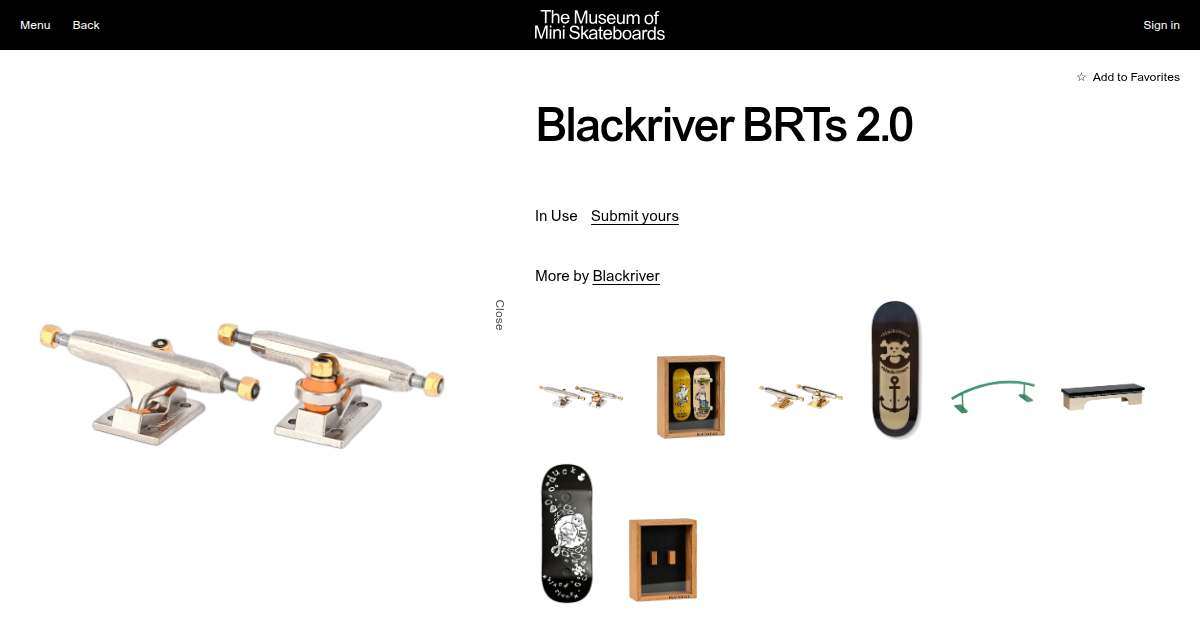 Menu
Back
The Museum of
Mini Skateboards
Sign in
☆ Add to Favorites
Blackriver BRTs 2.0
In Use
Submit yours
More by Blackriver
Close